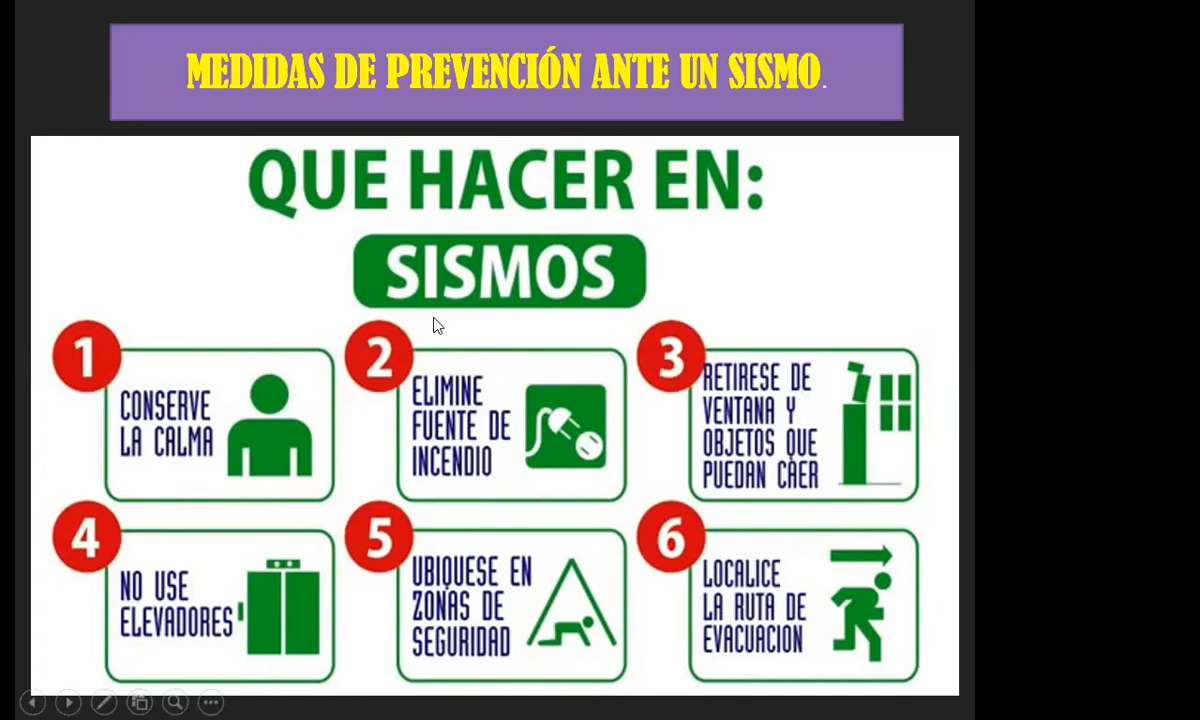 MEDIDAS DE PREVENCIÓN ANTE UN SISMO.
QUE HACER EN:
SISMOS
1
CONSERVE
LA CALMA
2
ELIMINE
FUENTE DE
INCENDIO
3
RETIRESE DE
VENTANA Y
OBJETOS QUE
PUEDAN CAER
4
NO USE
ELEVADORES
5
UBIQUESE EN
ZONAS DE
SEGURIDAD
6
LOCALICE
LA RUTA DE
EVACUACION